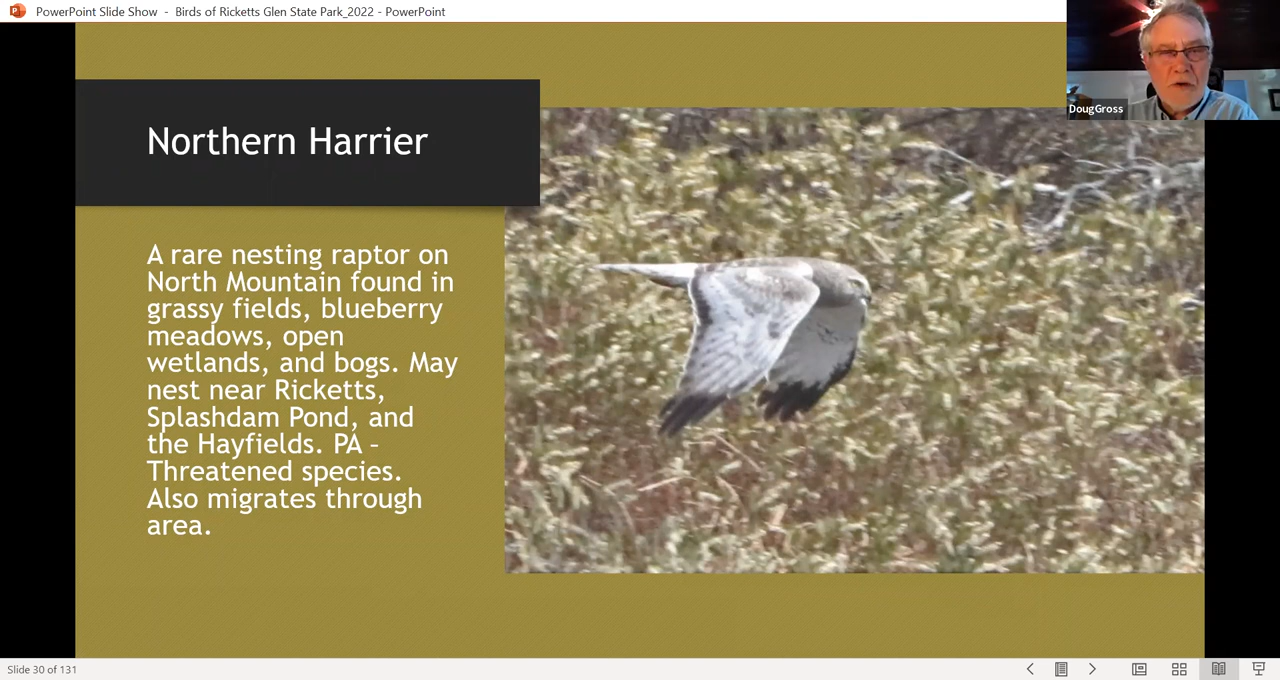 PowerPoint Slide Show - Birds of Ricketts Glen State Park_2022 - PowerPoint
DougGross
Northern Harrier
A rare nesting raptor on
North Mountain found in
grassy fields, blueberry
meadows, open
wetlands, and bogs. May
nest near Ricketts,
Splashdam Pond, and
the Hayfields. PA –
Threatened species.
Also migrates through
area.
Slide 30 of 131